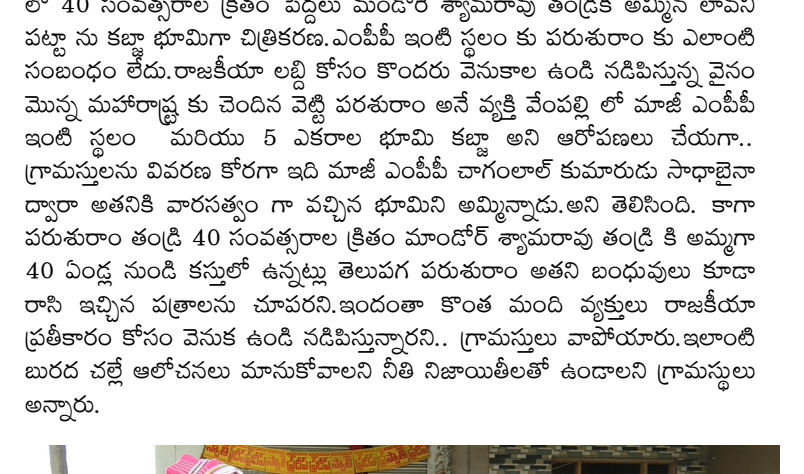 లో 40 సంవత్సరాల క్రితం పెద్దలు మండోర్ శ్యామరావు తండ్రికి అమ్మిన లావని
పట్టా ను కబ్జా భూమిగా చిత్రికరణ.ఎంపీపీ ఇంటి స్థలం కు పరుశురాం కు ఎలాంటి
సంబంధం లేదు.రాజకీయా లబ్ది కోసం కొందరు వెనుకాల ఉండి నడిపిస్తున్న వైనం
మొన్న మహారాష్ట్ర కు చెందిన వెట్టి పరశురాం అనే వ్యక్తి వేంపల్లి లో మాజీ ఎంపీపీ
ఇంటి స్థలం మరియు 5 ఎకరాల భూమి కబ్జా అని ఆరోపణలు చేయగా..
గ్రామస్తులను వివరణ కోరగా ఇది మాజీ ఎంపీపీ చాగంలాల్ కుమారుడు సాధాబైనా
ద్వారా అతనికి వారసత్వం గా వచ్చిన భూమిని అమ్మిన్నాడు.అని తెలిసింది. కాగా
పరుశురాం తండ్రి 40 సంవత్సరాల క్రితం మాండోర్ శ్యామరావు తండ్రి కి అమ్మగా
40 ఏండ్ల నుండి కస్తులో ఉన్నట్లు తెలుపగ పరుశురాం అతని బంధువులు కూడా
రాసి ఇచ్చిన పత్రాలను చూపరని.ఇందంతా కొంత మంది వ్యక్తులు రాజకీయా
ప్రతీకారం కోసం వెనుక ఉండి నడిపిస్తున్నారని.. గ్రామస్తులు వాపోయారు.ఇలాంటి
బురద చల్లే ఆలోచనలు మానుకోవాలని నీతి నిజాయితీలతో ఉండాలని గ్రామస్థులు
అన్నారు.